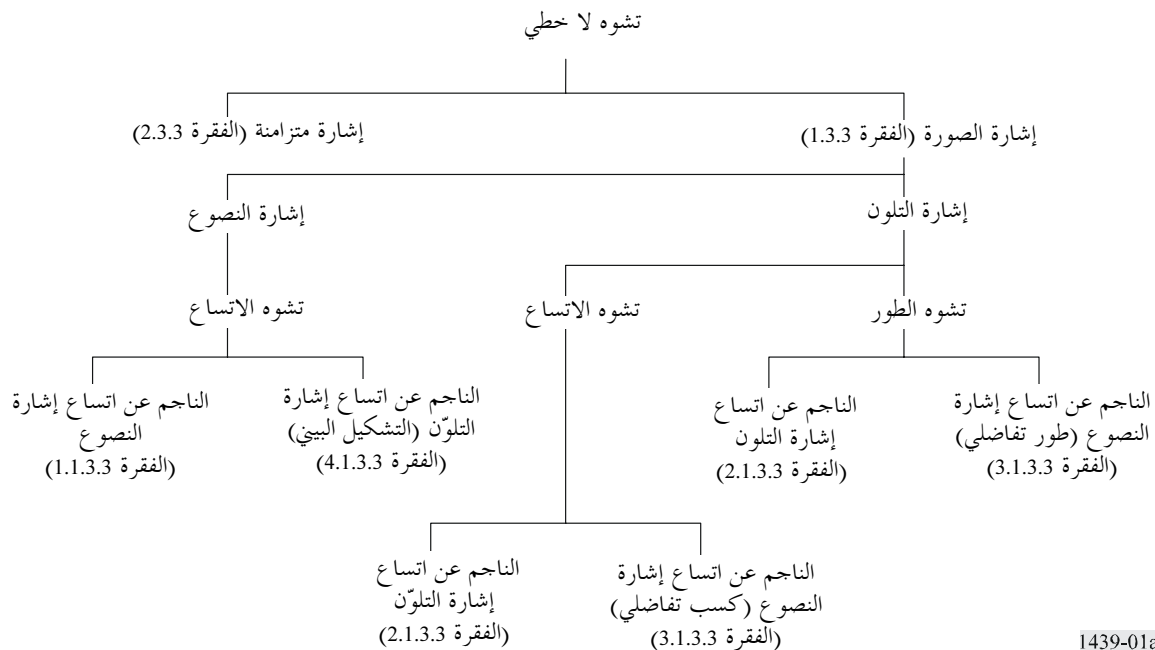 تشوه لا خطي
إشارة الصورة (الفقرة 1.3.3)
إشارة متزامنة (الفقرة 2.3.3)
إشارة التلون
إشارة النصوع
تشوه الطور
تشوه الاتساع
تشوه الاتساع
الناجم عن اتساع إشارة
النصوع (طور تفاضلي)
(الفقرة 3.1.3.3)
الناجم عن اتساع
إشارة التلون
(الفقرة 2.1.3.3)
الناجم عن اتساع إشارة
التلوّن (التشكيل البيني)
(الفقرة 4.1.3.3)
الناجم عن اتساع إشارة
النصوع
(الفقرة 1.1.3.3)
الناجم عن اتساع إشارة
النصوع (كسب تفاضلي)
(الفقرة 3.1.3.3)
الناجم عن اتساع
إشارة التلوّن
(الفقرة 2.1.3.3)
1439-01a